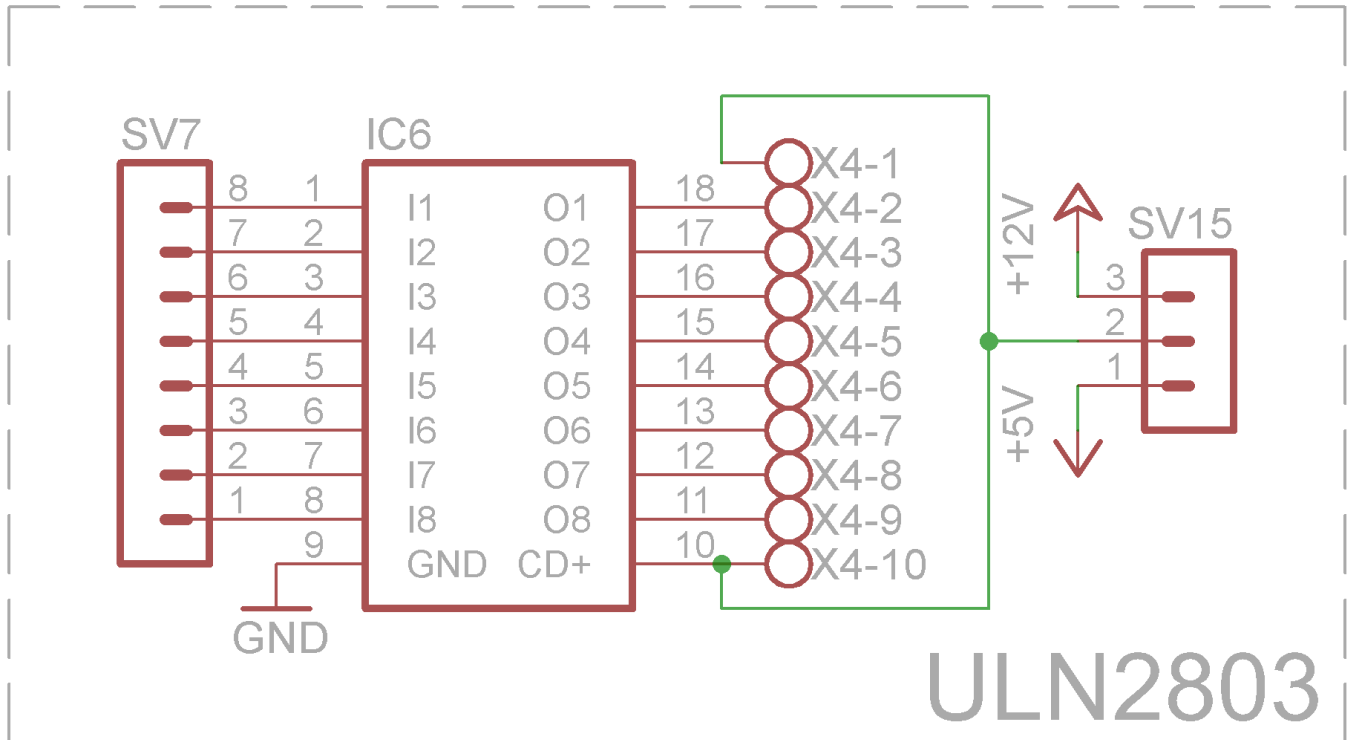 SV7
IC6
SV15
+12V
+5V
8 1 I1 O1 18 X4-1
7 2 I2 O2 17 X4-2
6 3 I3 O3 16 X4-3
5 4 I4 O4 15 X4-4
4 5 I5 O5 14 X4-5
3 6 I6 O6 13 X4-6
2 7 I7 O7 12 X4-7
1 8 I8 O8 11 X4-8
9 GND CD+ 10 X4-9
X4-10
3
2
1
GND
ULN2803